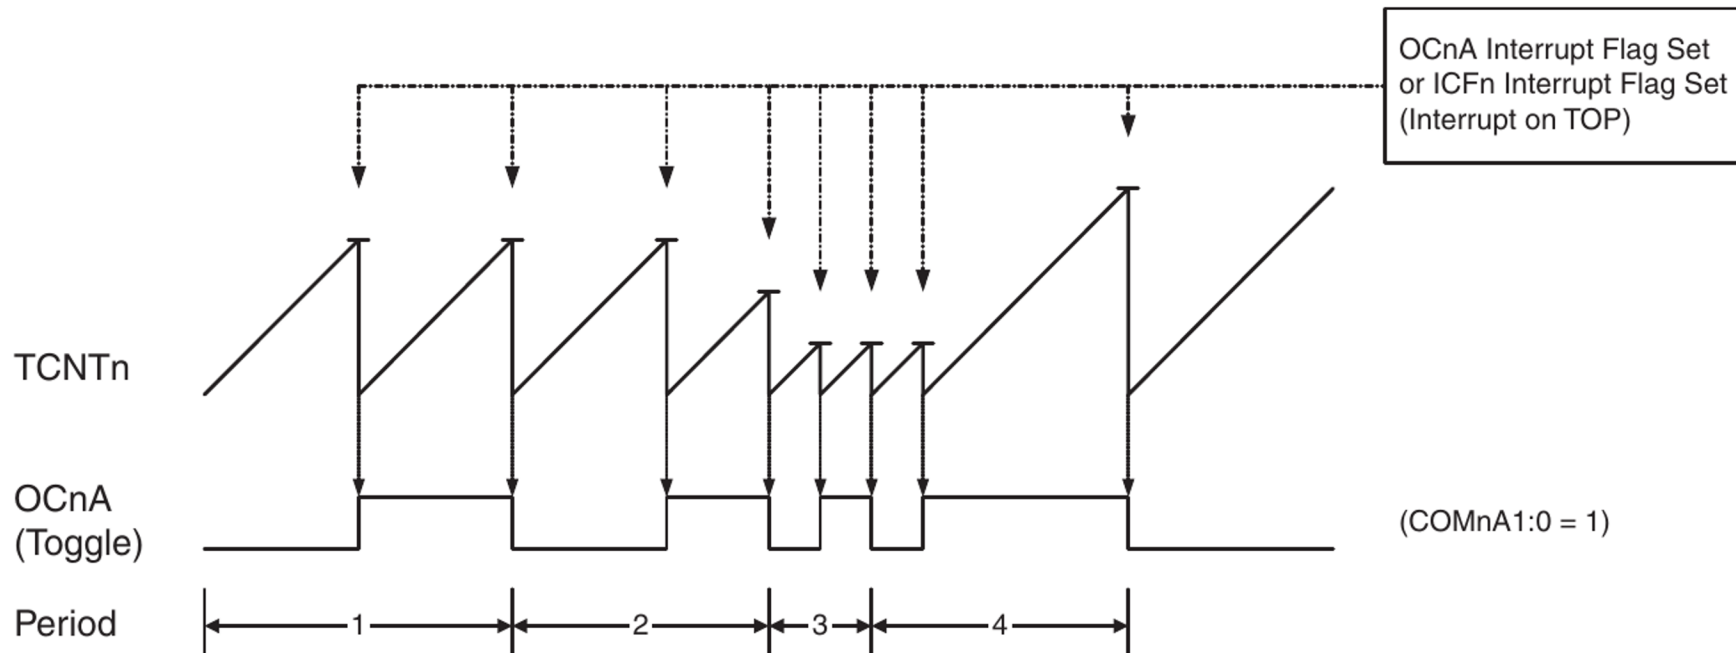 OCnA Interrupt Flag Set
or ICFn Interrupt Flag Set
(Interrupt on TOP)
TCNTn
OCnA
(Toggle)
(COMnA1:0 = 1)
Period
1
2
3
4